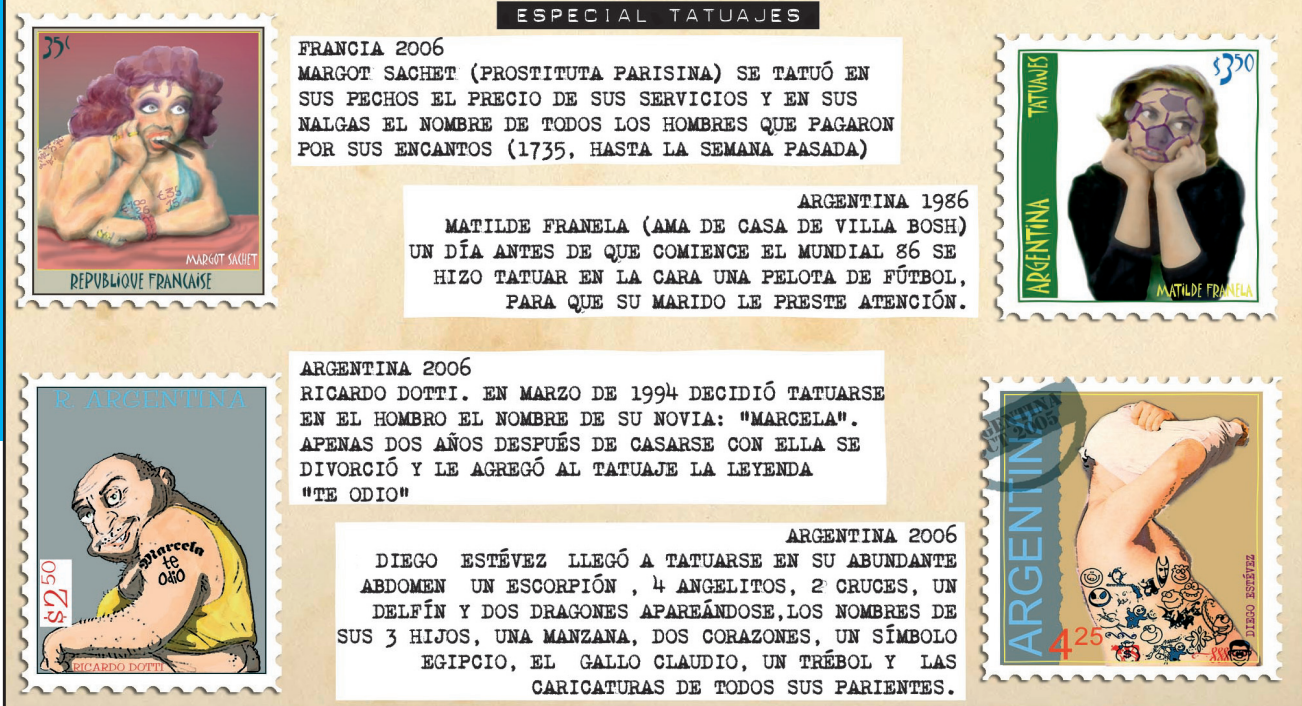 ESPECIAL TATUAJES
35c
MARGOT SACHET
REPUBLIQUE FRANCAISE
FRANCIA 2006
MARGOT SACHET (PROSTITUTA PARISINA) SE TATUÓ EN
SUS PECHOS EL PRECIO DE SUS SERVICIOS Y EN SUS
NALGAS EL NOMBRE DE TODOS LOS HOMBRES QUE PAGARON
POR SUS ENCANTOS (1735, HASTA LA SEMANA PASADA)
ARGENTINA 1986
MATILDE FRANELA (AMA DE CASA DE VILLA BOSH)
UN DÍA ANTES DE QUE COMIENCE EL MUNDIAL 86 SE
HIZO TATUAR EN LA CARA UNA PELOTA DE FÚTBOL,
PARA QUE SU MARIDO LE PRESTE ATENCIÓN.
ARGENTINA TATUAJES
$350
MATILDE FRANELA
R. ARGENTINA
Marcela
te
odio
$250
RICARDO DOTTI
ARGENTINA 2006
RICARDO DOTTI. EN MARZO DE 1994 DECIDIÓ TATUARSE
EN EL HOMBRO EL NOMBRE DE SU NOVIA: "MARCELA".
APENAS DOS AÑOS DESPUÉS DE CASARSE CON ELLA SE
DIVORCIÓ Y LE AGREGÓ AL TATUAJE LA LEYENDA
"TE ODIO"
ARGENTINA 2006
DIEGO ESTÉVEZ LLEGÓ A TATUARSE EN SU ABUNDANTE
ABDOMEN UN ESCORPIÓN , 4 ANGELITOS, 2 CRUCES, UN
DELFÍN Y DOS DRAGONES APAREÁNDOSE,LOS NOMBRES DE
SUS 3 HIJOS, UNA MANZANA, DOS CORAZONES, UN SÍMBOLO
EGIPCIO, EL GALLO CLAUDIO, UN TRÉBOL Y LAS
CARICATURAS DE TODOS SUS PARIENTES.
ARGENTIN
425
DIEGO ESTÉVEZ